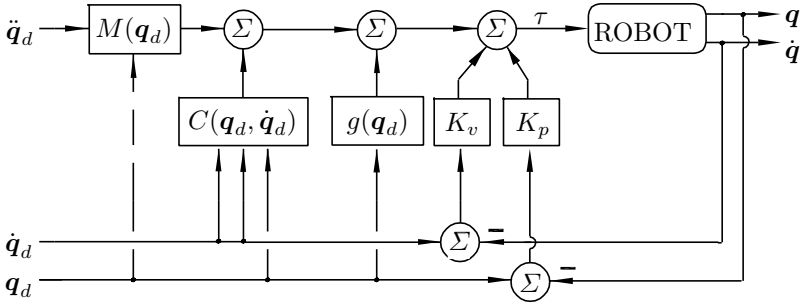 q̈_d M(q_d) Σ Σ Σ τ ROBOT q
q̇
C(q_d, q̇_d) g(q_d) K_v K_p
q̇_d Σ −
q_d Σ −